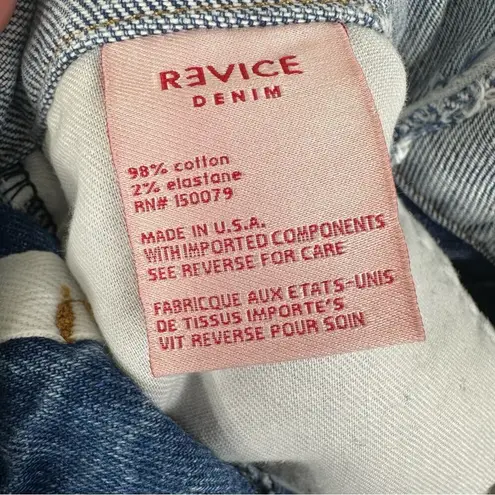 RƎVICE
DENIM
98% cotton
2% elastane
RN# 150079
MADE IN U.S.A.
WITH IMPORTED COMPONENTS
SEE REVERSE FOR CARE
FABRICQUE AUX ETATS-UNIS
DE TISSUS IMPORTE'S
VIT REVERSE POUR SOIN